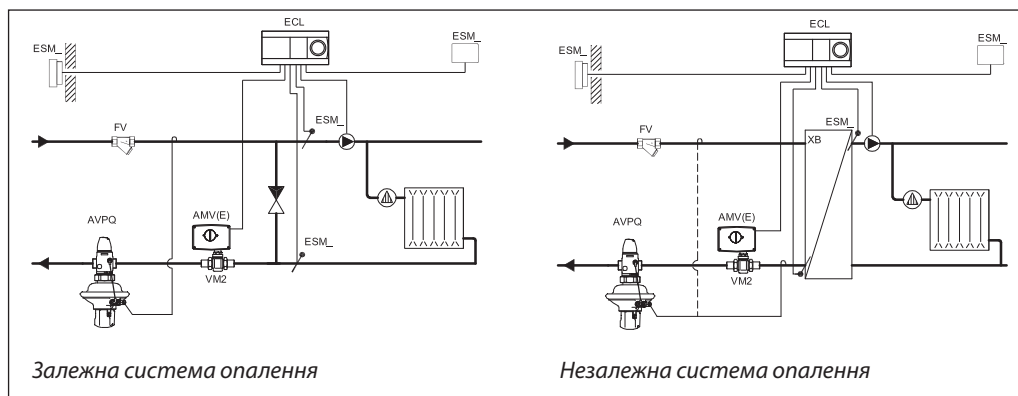 ECL
ESM_
ESM_
FV
ESM_
AVPQ
AMV(E)
ESM_
VM2
Залежна система опалення
ECL
ESM_
ESM_
FV
ESM_
XB
AVPQ
AMV(E)
VM2
Незалежна система опалення